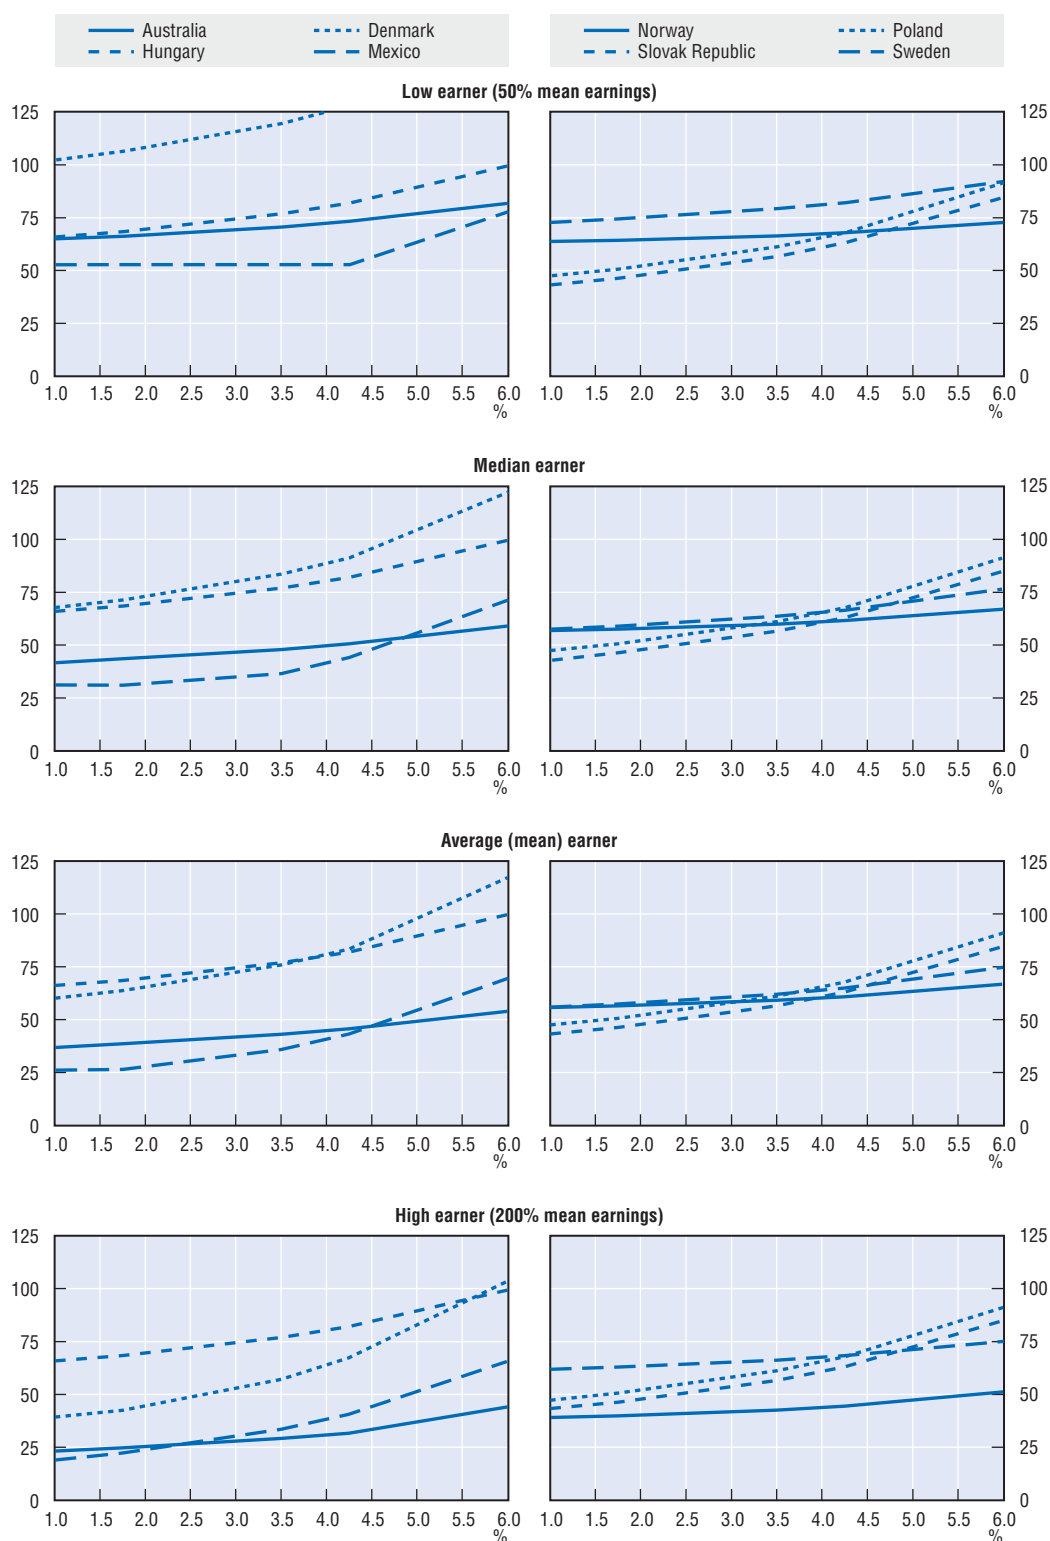 Australia Denmark Norway Poland
Hungary Mexico Slovak Republic Sweden
Low earner (50% mean earnings)
125 125
100 100
75 75
50 50
25 25
0 0
1.0 1.5 2.0 2.5 3.0 3.5 4.0 4.5 5.0 5.5 6.0 1.0 1.5 2.0 2.5 3.0 3.5 4.0 4.5 5.0 5.5 6.0
% %
Median earner
125 125
100 100
75 75
50 50
25 25
0 0
1.0 1.5 2.0 2.5 3.0 3.5 4.0 4.5 5.0 5.5 6.0 1.0 1.5 2.0 2.5 3.0 3.5 4.0 4.5 5.0 5.5 6.0
% %
Average (mean) earner
125 125
100 100
75 75
50 50
25 25
0 0
1.0 1.5 2.0 2.5 3.0 3.5 4.0 4.5 5.0 5.5 6.0 1.0 1.5 2.0 2.5 3.0 3.5 4.0 4.5 5.0 5.5 6.0
% %
High earner (200% mean earnings)
125 125
100 100
75 75
50 50
25 25
0 0
1.0 1.5 2.0 2.5 3.0 3.5 4.0 4.5 5.0 5.5 6.0 1.0 1.5 2.0 2.5 3.0 3.5 4.0 4.5 5.0 5.5 6.0
% %